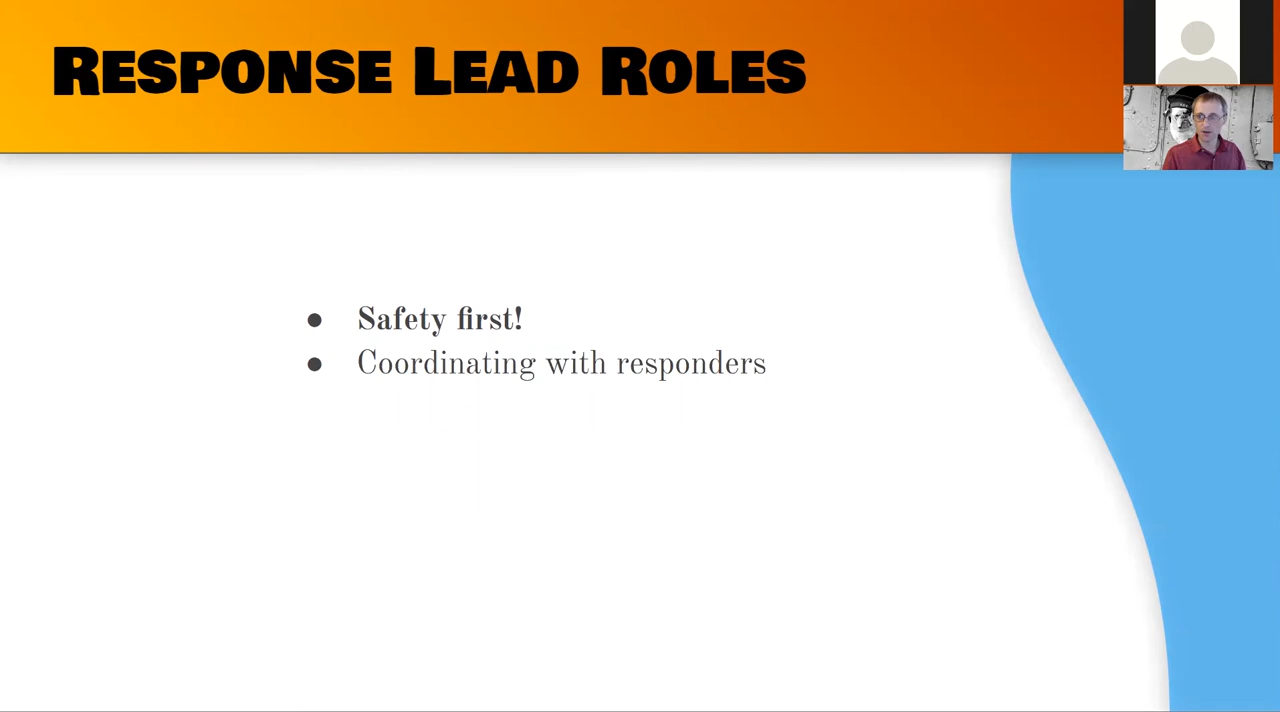 Response Lead Roles
● Safety first!
● Coordinating with responders